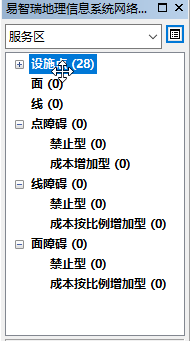 易智瑞地理信息系统网络...
服务区
设施点 (28)
面 (0)
线 (0)
点障碍 (0)
禁止型 (0)
成本增加型 (0)
线障碍 (0)
禁止型 (0)
成本按比例增加型 (0)
面障碍 (0)
禁止型 (0)
成本按比例增加型 (0)